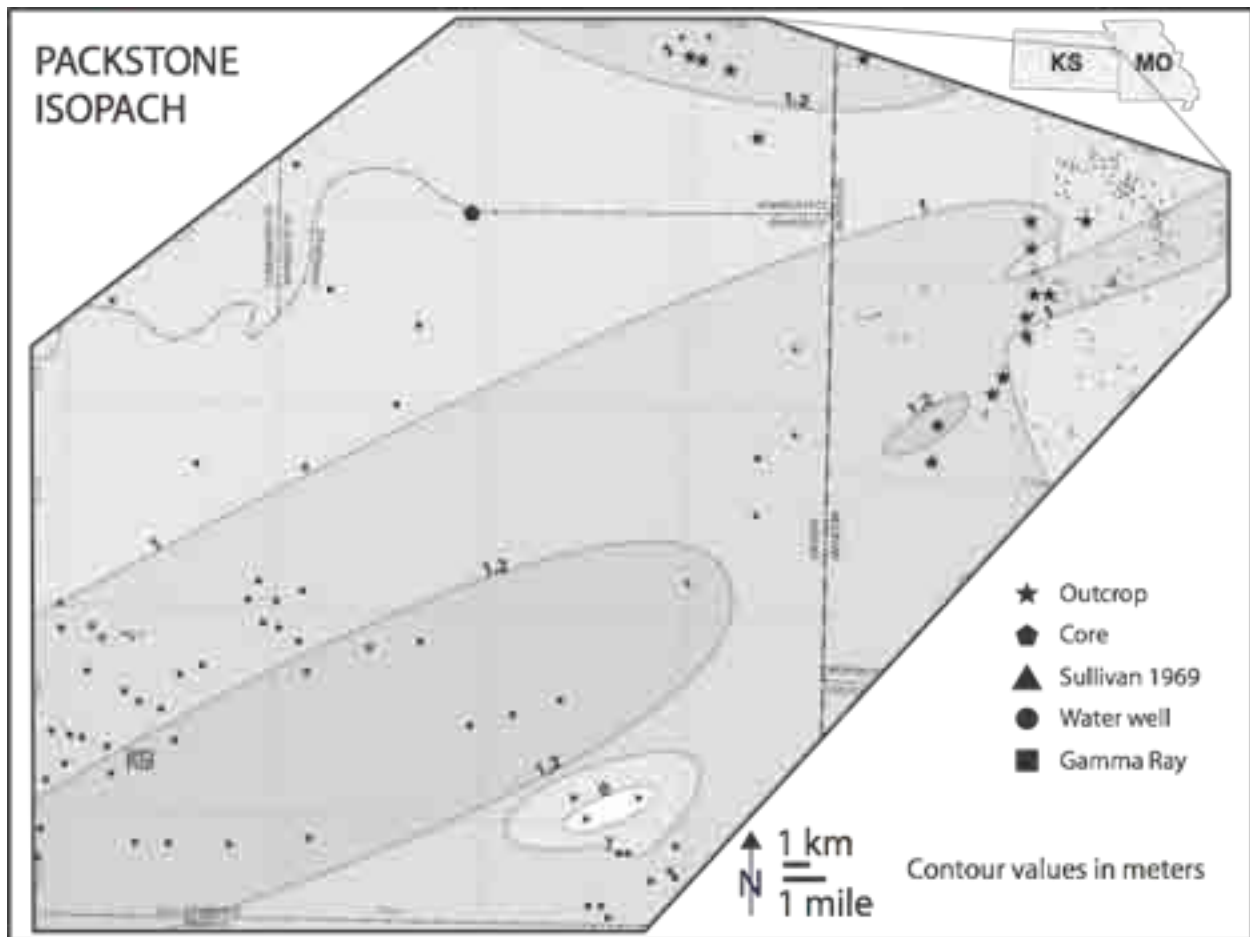 PACKSTONE
ISOPACH
KS
MO
1.2
1
1
1.2
1
1.2
1.2
★ Outcrop
⬟ Core
▲ Sullivan 1969
● Water well
■ Gamma Ray
1 km
N
1 mile
Contour values in meters